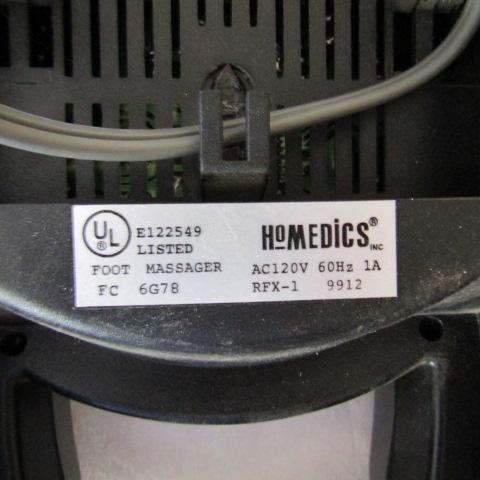 UL ® E122549 LISTED
HoMEDiCS® INC
FOOT MASSAGER AC120V 60Hz 1A
FC 6G78 RFX-1 9912